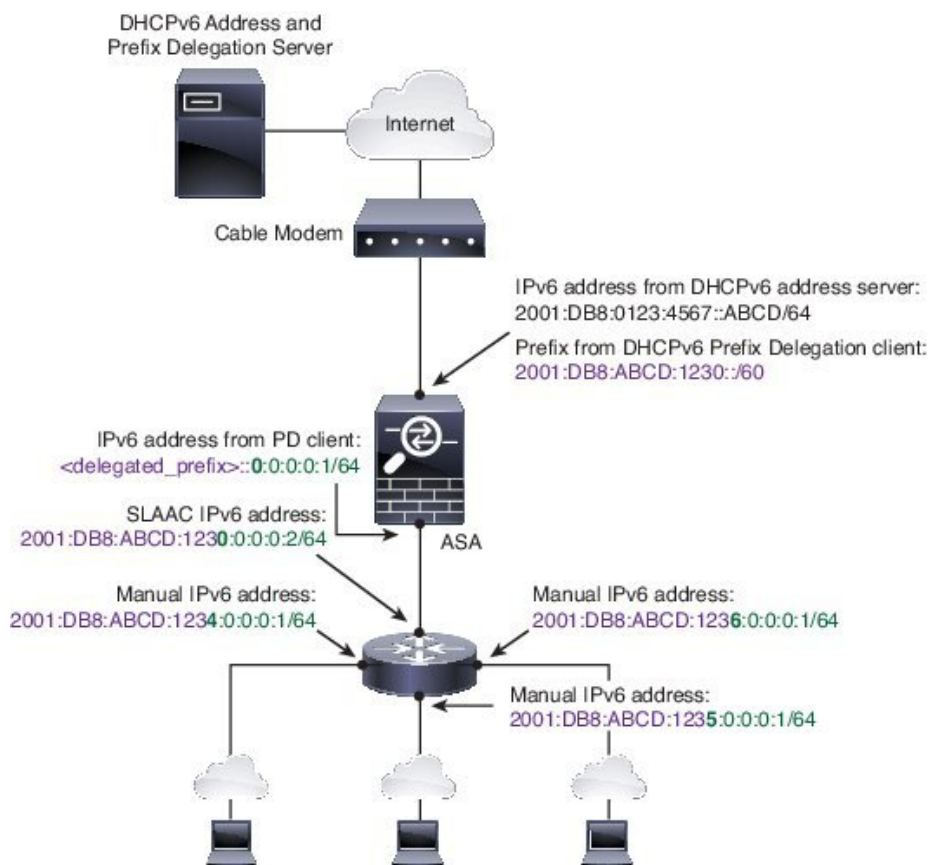 DHCPv6 Address and
Prefix Delegation Server
Internet
Cable Modem
IPv6 address from DHCPv6 address server:
2001:DB8:0123:4567::ABCD/64
Prefix from DHCPv6 Prefix Delegation client:
2001:DB8:ABCD:1230::/60
IPv6 address from PD client:
<delegated_prefix>::0:0:0:0:1/64
SLAAC IPv6 address:
2001:DB8:ABCD:1230:0:0:0:2/64
ASA
Manual IPv6 address:
2001:DB8:ABCD:1234:0:0:0:1/64
Manual IPv6 address:
2001:DB8:ABCD:1236:0:0:0:1/64
Manual IPv6 address:
2001:DB8:ABCD:1235:0:0:0:1/64